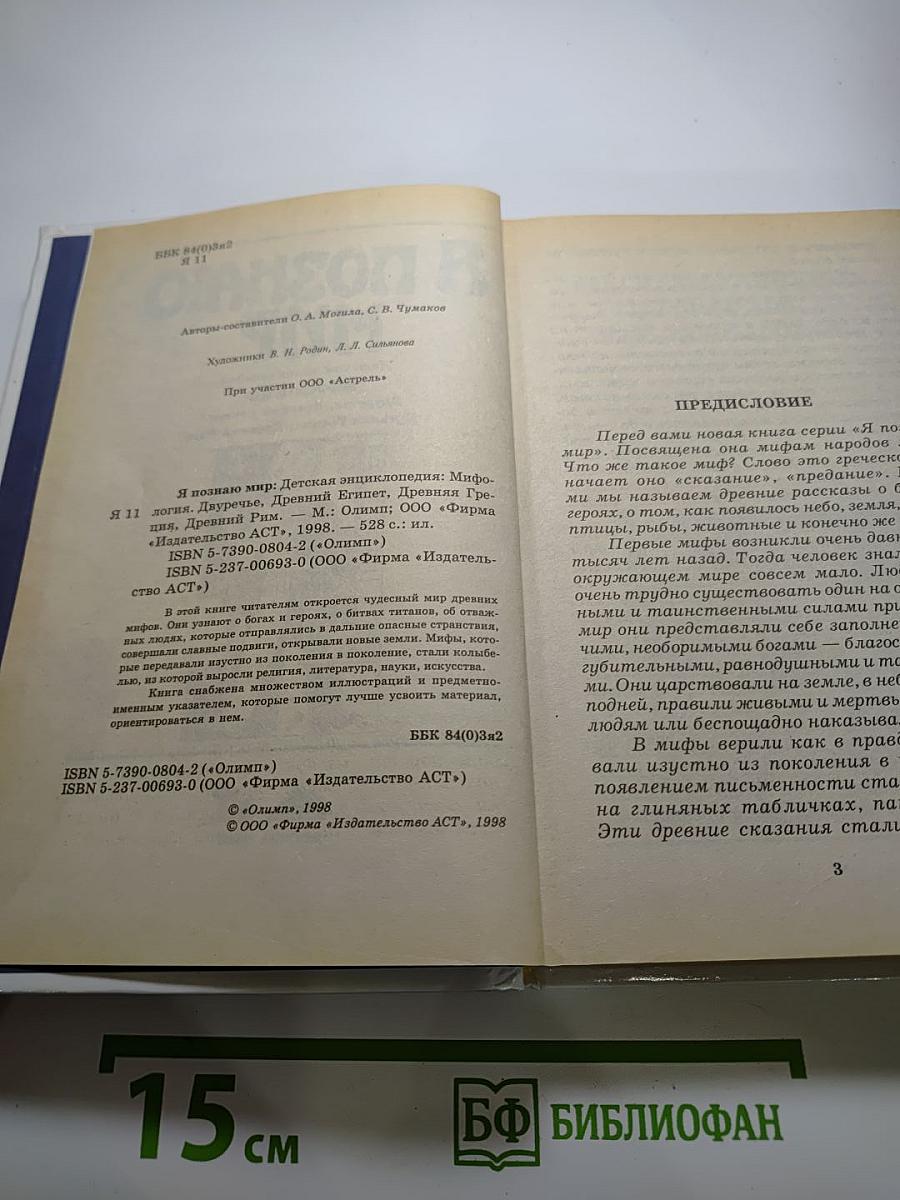 ББК 84(0)3я2
Я 11
Авторы-составители О. А. Могила, С. В. Чумаков
Художники В. Н. Родин, Л. Л. Сильянова
При участии ООО «Астрель»
Я познаю мир: Детская энциклопедия: Мифо-
Я 11 логия. Двуречье, Древний Египет, Древняя Гре-
ция, Древний Рим. — М.: Олимп; ООО «Фирма
«Издательство АСТ», 1998. — 528 с.: ил.
ISBN 5-7390-0804-2 («Олимп»)
ISBN 5-237-00693-0 (ООО «Фирма «Издатель-
ство АСТ»)
В этой книге читателям откроется чудесный мир древних
мифов. Они узнают о богах и героях, о битвах титанов, об отваж-
ных людях, которые отправлялись в дальние опасные странствия,
совершали славные подвиги, открывали новые земли. Мифы, кото-
рые передавали изустно из поколения в поколение, стали колыбе-
лью, из которой выросли религия, литература, науки, искусства.
Книга снабжена множеством иллюстраций и предметно-
именным указателем, которые помогут лучше усвоить материал,
ориентироваться в нем.
ББК 84(0)3я2
ISBN 5-7390-0804-2 («Олимп»)
ISBN 5-237-00693-0 (ООО «Фирма «Издательство АСТ»)
© «Олимп», 1998
© ООО «Фирма «Издательство АСТ», 1998
ПРЕДИСЛОВИЕ
Перед вами новая книга серии «Я поз
мир». Посвящена она мифам народов
Что же такое миф? Слово это греческо
начает оно «сказание», «предание».
ми мы называем древние рассказы о б
героях, о том, как появилось небо, земля,
птицы, рыбы, животные и конечно же
Первые мифы возникли очень давн
тысяч лет назад. Тогда человек знал
окружающем мире совсем мало. Лю
очень трудно существовать один на о
ными и таинственными силами при
мир они представляли себе заполне
чими, необоримыми богами — благос
губительными, равнодушными и та
ми. Они царствовали на земле, в неб
подней, правили живыми и мертвы
людям или беспощадно наказыва
В мифы верили как в правд
вали изустно из поколения в
появлением письменности ста
на глиняных табличках, па
Эти древние сказания стали
3
15 см
БФ БИБЛИОФАН